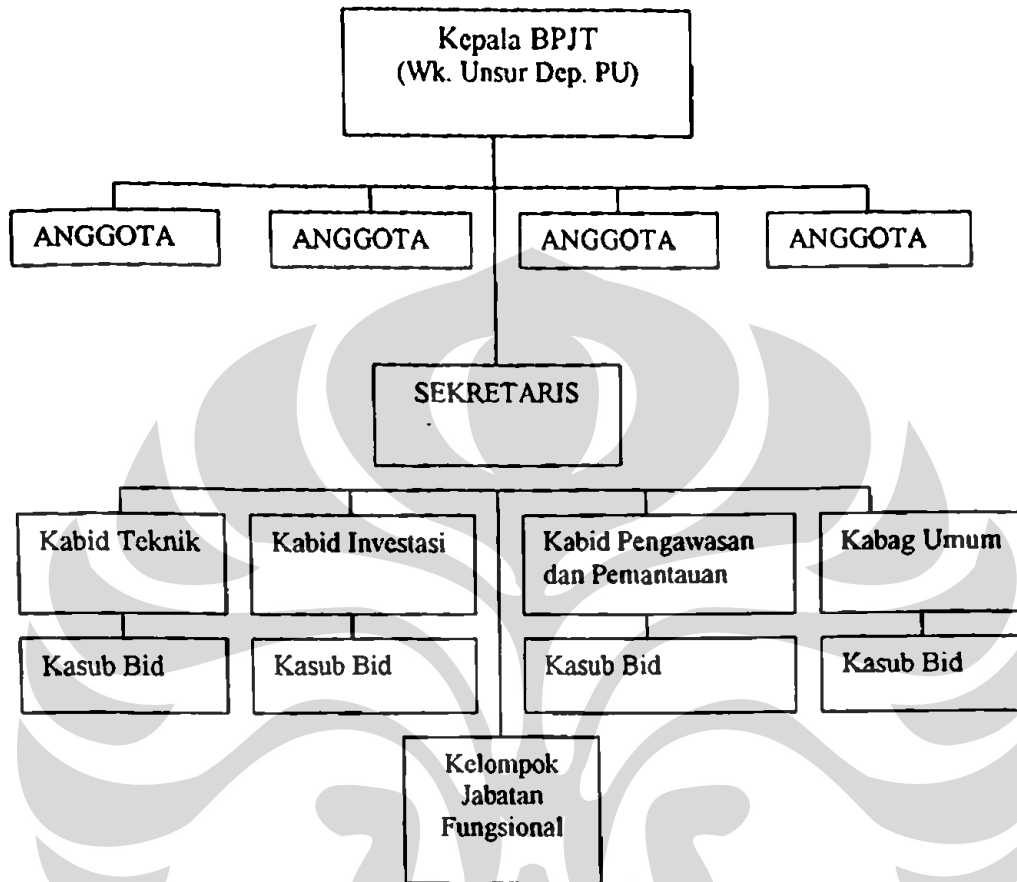 Kepala BPJT
(Wk. Unsur Dep. PU)
ANGGOTA
ANGGOTA
ANGGOTA
ANGGOTA
SEKRETARIS
Kabid Teknik
Kabid Investasi
Kabid Pengawasan
dan Pemantauan
Kabag Umum
Kasub Bid
Kasub Bid
Kasub Bid
Kasub Bid
Kelompok
Jabatan
Fungsional